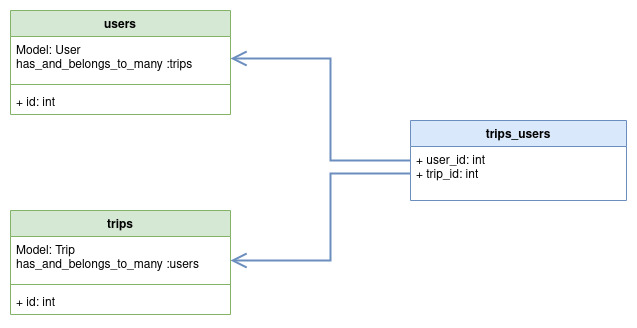 users
Model: User
has_and_belongs_to_many :trips
+ id: int
trips_users
+ user_id: int
+ trip_id: int
trips
Model: Trip
has_and_belongs_to_many :users
+ id: int